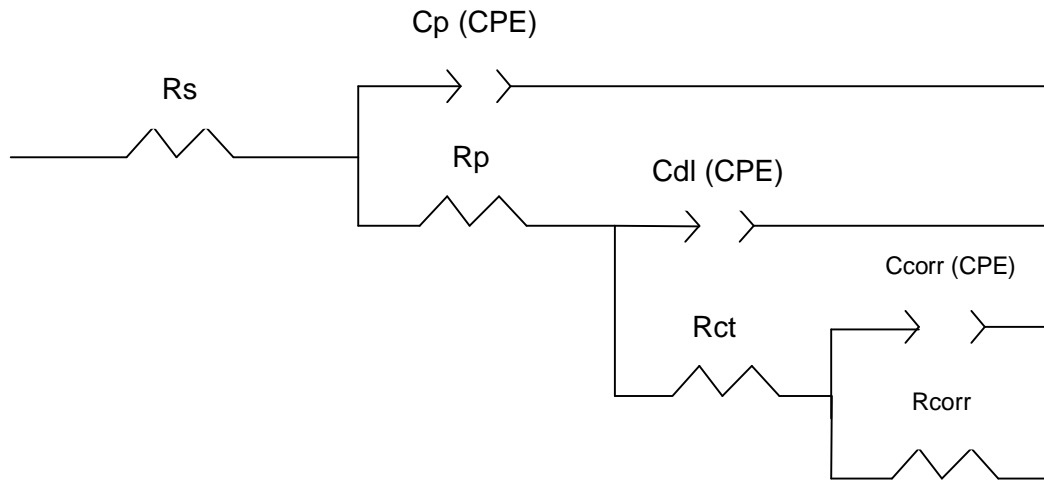 Cp (CPE)
Rs
Rp
Cdl (CPE)
Ccorr (CPE)
Rct
Rcorr